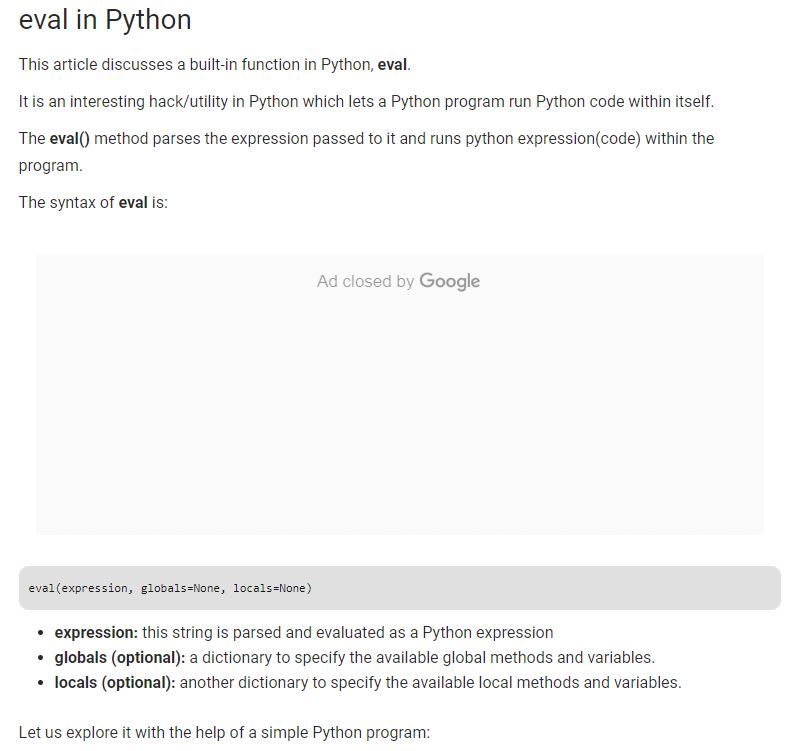 eval in Python
This article discusses a built-in function in Python, eval.
It is an interesting hack/utility in Python which lets a Python program run Python code within itself.
The eval() method parses the expression passed to it and runs python expression(code) within the
program.
The syntax of eval is:
Ad closed by Google
eval(expression, globals=None, locals=None)
• expression: this string is parsed and evaluated as a Python expression
• globals (optional): a dictionary to specify the available global methods and variables.
• locals (optional): another dictionary to specify the available local methods and variables.
Let us explore it with the help of a simple Python program: